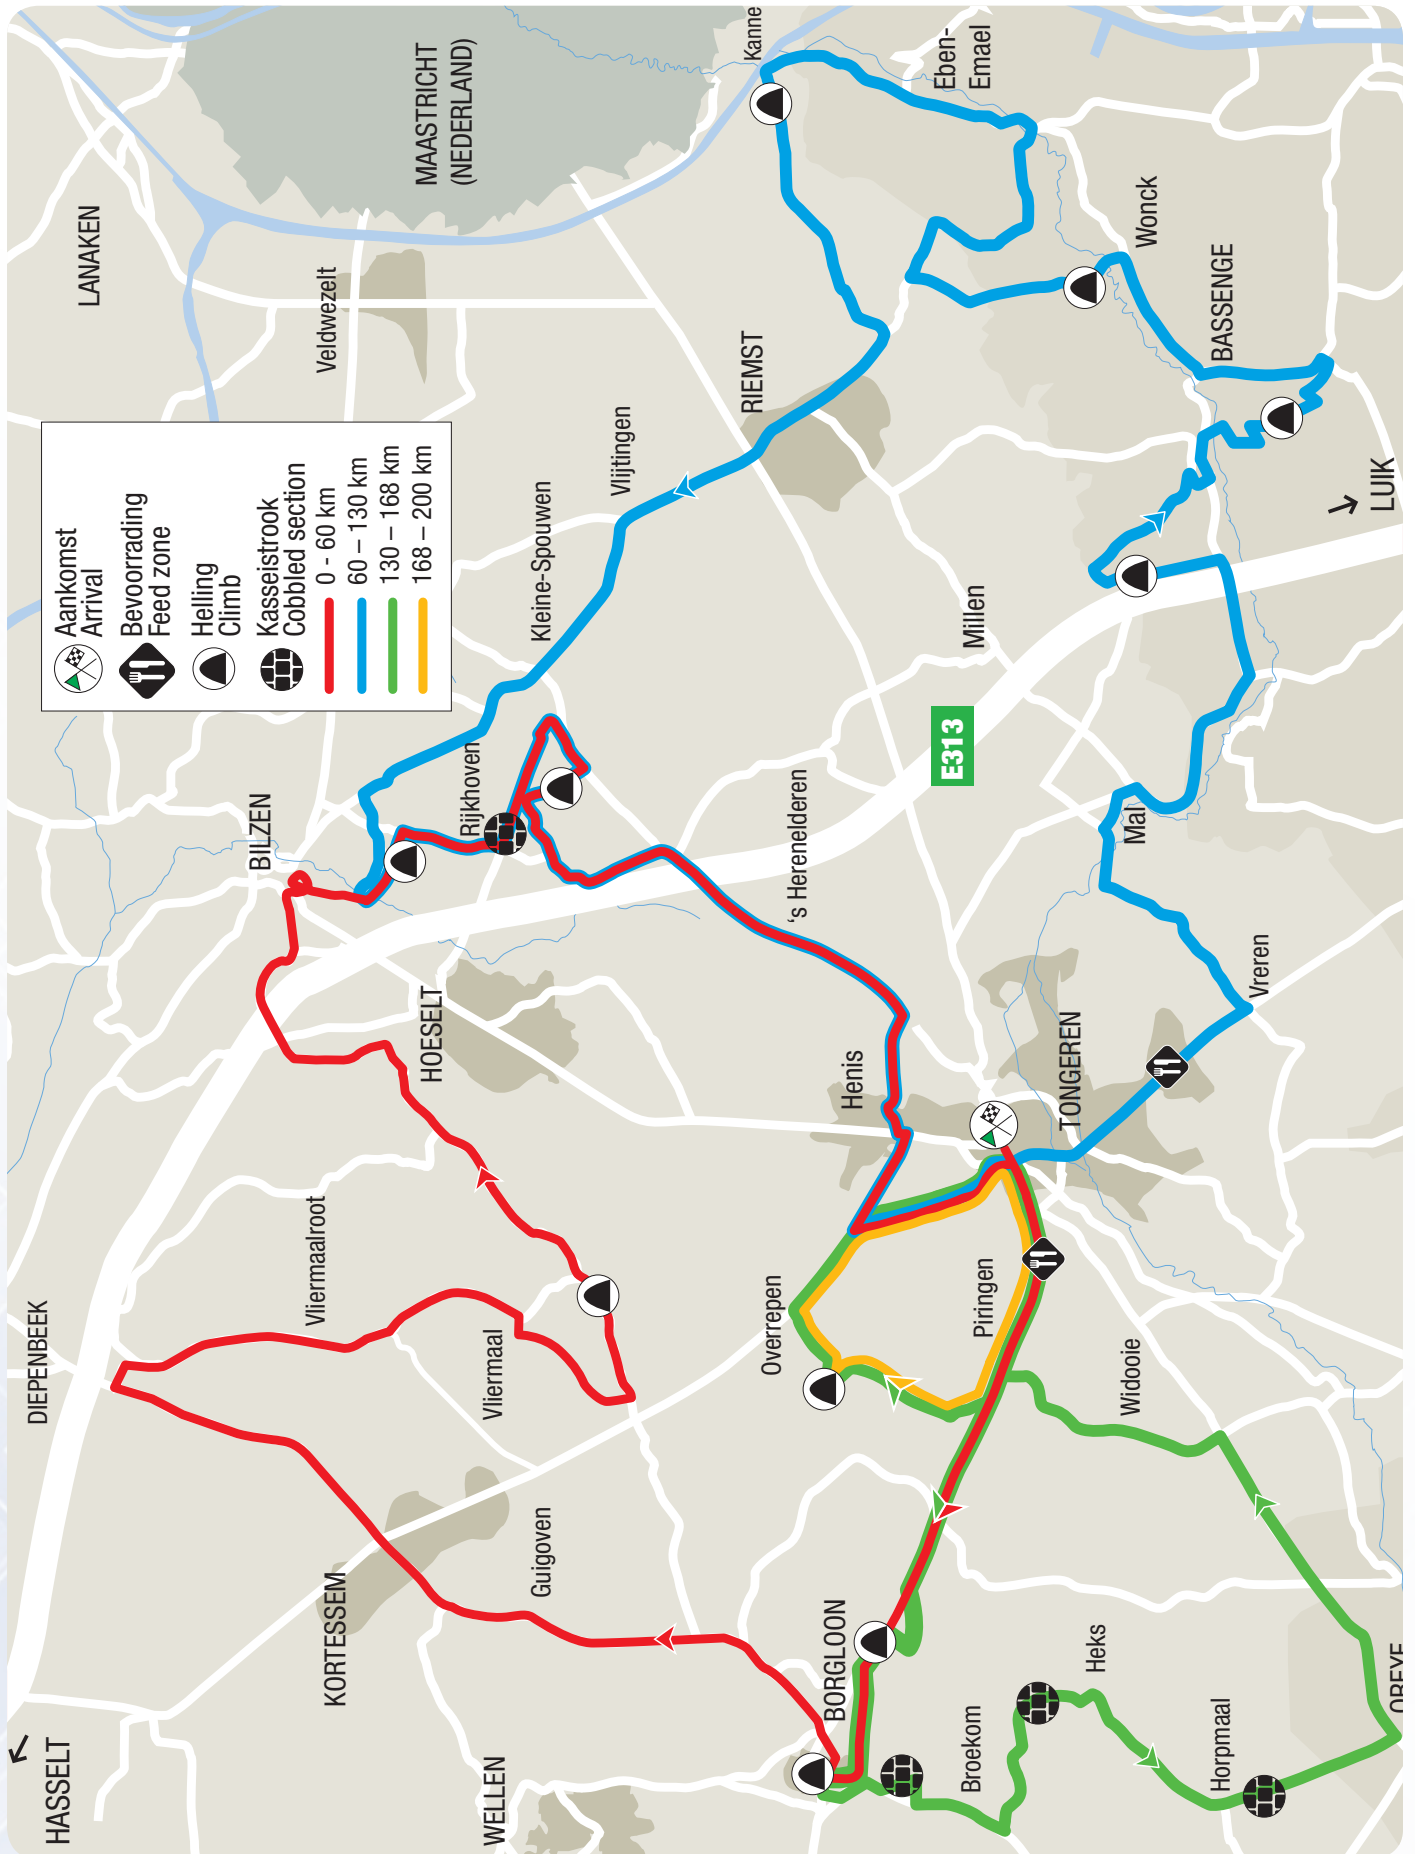 HASSELT
DIEPENBEEK
LANAKEN
Aankomst
Arrival
Bevoorrading
Feed zone
Helling
Climb
Kasseistrook
Cobbled section
0 - 60 km
60 – 130 km
130 – 168 km
168 – 200 km
BILZEN
Veldwezelt
MAASTRICHT
(NEDERLAND)
Vliermaalroot
KORTESSEM
HOESELT
Rijkhoven
WELLEN
Vliermaal
Guigoven
Kleine-Spouwen
Vlijtingen
RIEMST
Kanne
Overrepen
's Herenelderen
BORGLOON
Henis
E313
Eben-
Emael
Broekom
Piringen
Millen
TONGEREN
Heks
Widooie
Mal
Wonck
Horpmaal
Vreren
BASSENGE
LUIK